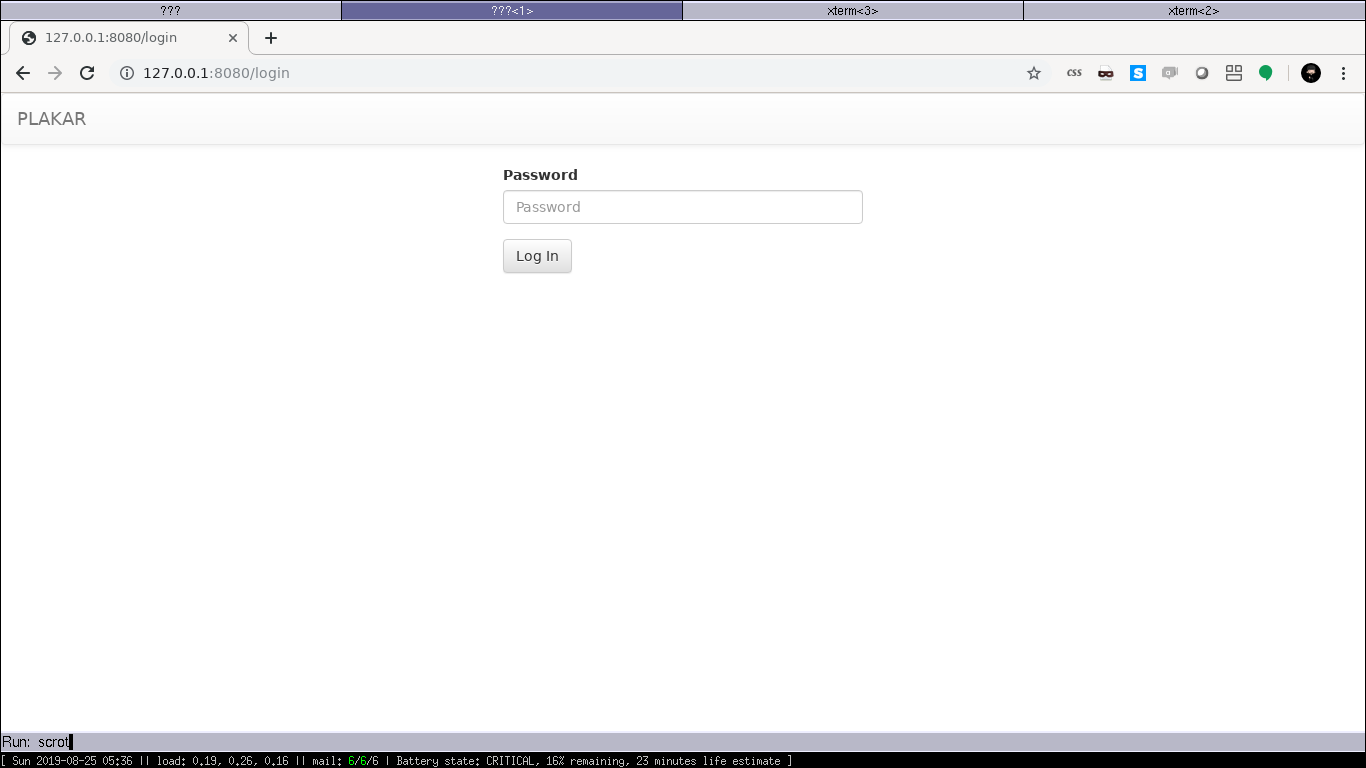 ??? ???<1> xterm<3> xterm<2>
127.0.0.1:8080/login
127.0.0.1:8080/login css S
PLAKAR
Password
Password
Log In
Run: scrot
[ Sun 2019-08-25 05:36 || load: 0.19, 0.26, 0.16 || mail: 6/6/6 | Battery state: CRITICAL, 16% remaining, 23 minutes life estimate ]